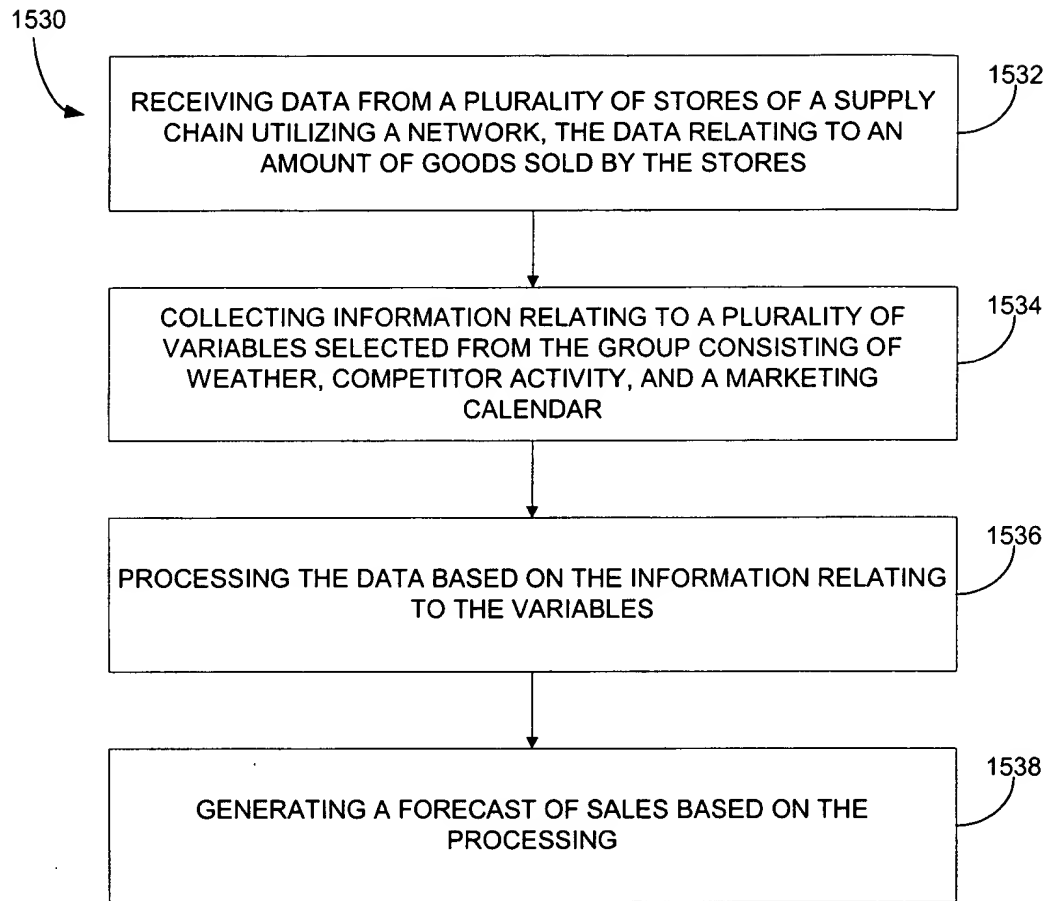 1530
1532
RECEIVING DATA FROM A PLURALITY OF STORES OF A SUPPLY
CHAIN UTILIZING A NETWORK, THE DATA RELATING TO AN
AMOUNT OF GOODS SOLD BY THE STORES
1534
COLLECTING INFORMATION RELATING TO A PLURALITY OF
VARIABLES SELECTED FROM THE GROUP CONSISTING OF
WEATHER, COMPETITOR ACTIVITY, AND A MARKETING
CALENDAR
1536
PROCESSING THE DATA BASED ON THE INFORMATION RELATING
TO THE VARIABLES
1538
GENERATING A FORECAST OF SALES BASED ON THE
PROCESSING